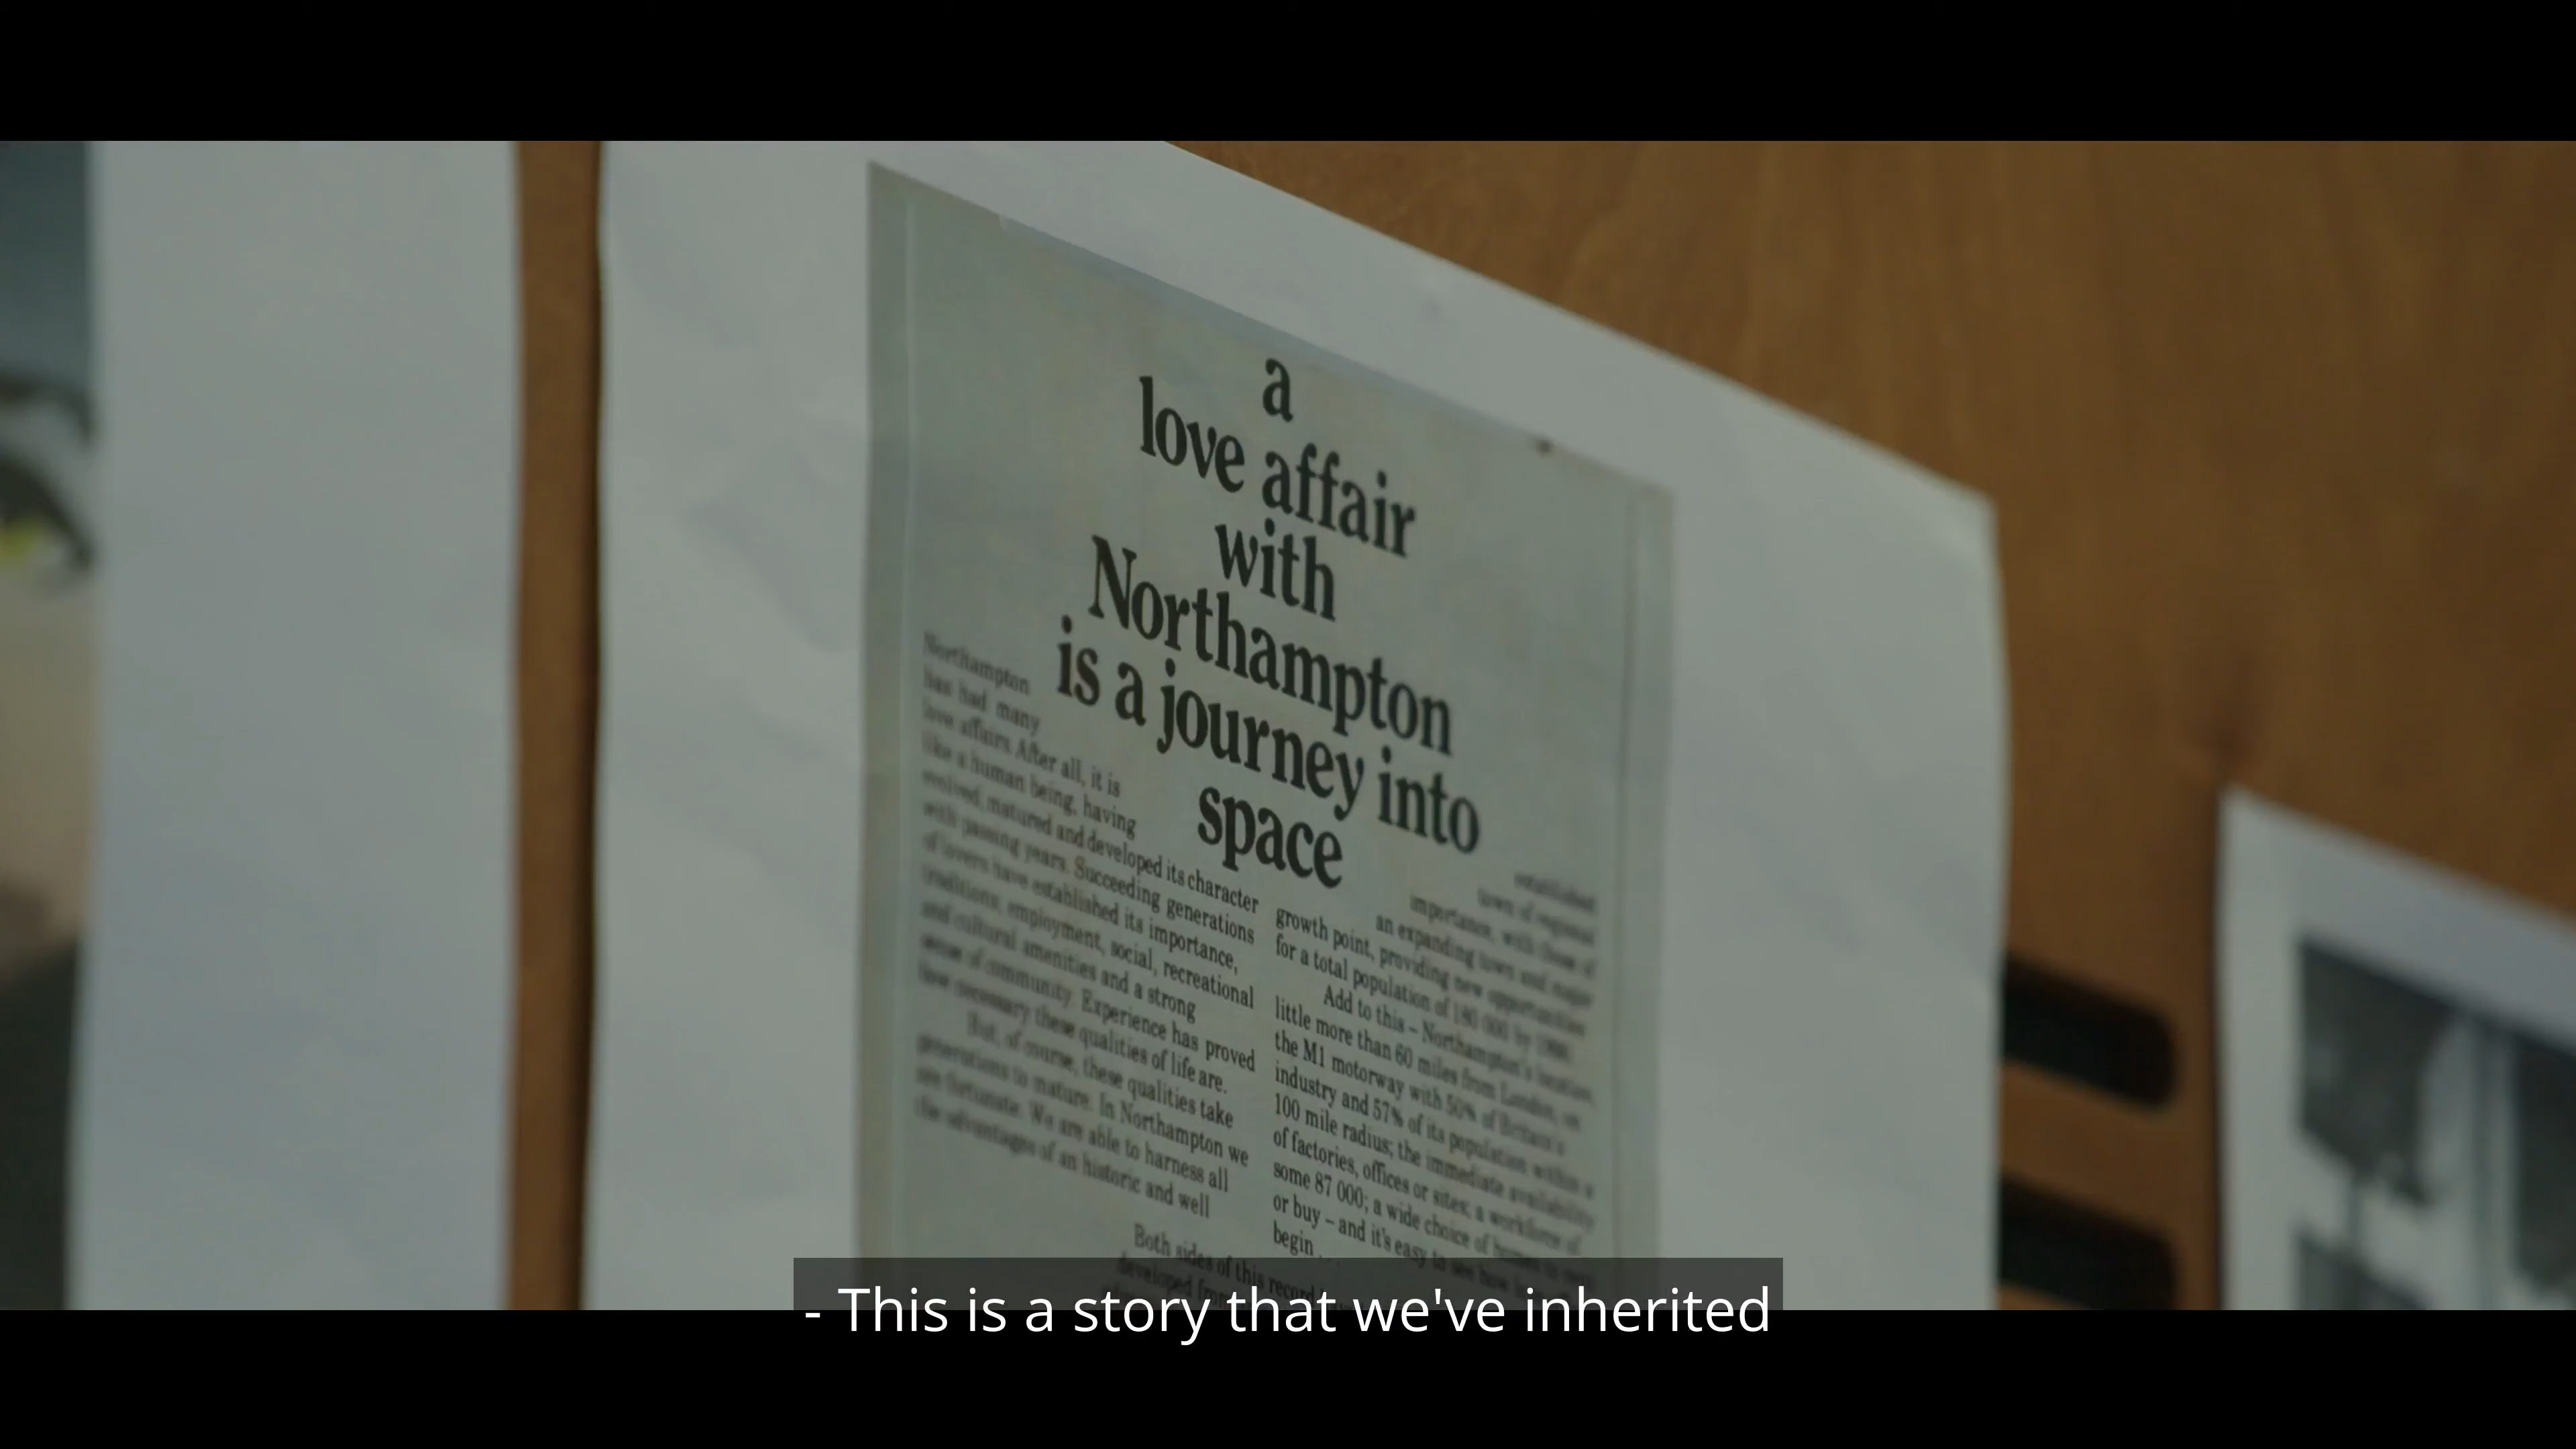 a
love affair
with
Northampton
is a journey into
space
Northampton
has had many
love affairs. After all, it is
like a human being, having
evolved, matured and developed its character
with passing years. Succeeding generations
of lovers have established its importance,
traditions, employment, social, recreational
and cultural amenities and a strong
sense of community. Experience has proved
how necessary these qualities of life are.
But, of course, these qualities take
generations to mature. In Northampton we
are fortunate. We are able to harness all
the advantages of an historic and well
established
town of regional
importance, with those of
an expanding town and major
growth point, providing new opportunities
for a total population of 180 000 by
Add to this – Northampton's location,
little more than 60 miles from London, on
the M1 motorway with 50% of Britain's
industry and 57% of its population within a
100 mile radius; the immediate availability
of factories, offices or sites; a workforce of
some 87 000; a wide choice of homes to rent
or buy – and it's easy to see how
begin . .
Both sides of this record
developed from
- This is a story that we've inherited